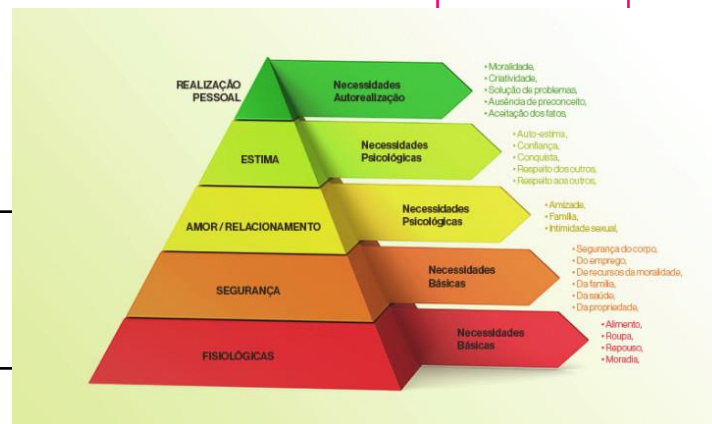 REALIZAÇÃO
PESSOAL
Necessidades
Autorealização
• Moralidade,
• Criatividade,
• Solução de problemas,
• Ausência de preconceito,
• Aceitação dos fatos,
ESTIMA
Necessidades
Psicológicas
• Auto-estima,
• Confiança,
• Conquista,
• Respeito dos outros,
• Respeito aos outros,
AMOR / RELACIONAMENTO
Necessidades
Psicológicas
• Amizade,
• Família,
• Intimidade sexual,
SEGURANÇA
Necessidades
Básicas
• Segurança do corpo,
• Do emprego,
• De recursos da moralidade,
• Da família,
• Da saúde,
• Da propriedade,
FISIOLÓGICAS
Necessidades
Básicas
• Alimento,
• Roupa,
• Repouso,
• Moradia,